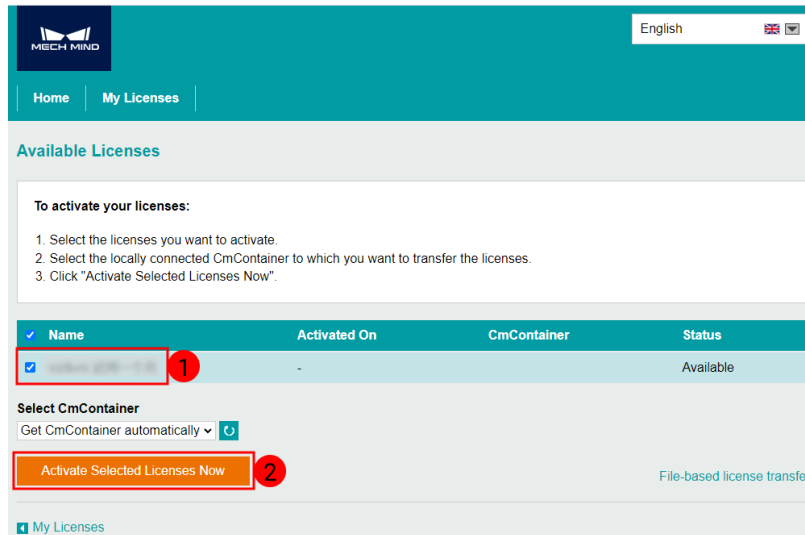 MECH MIND
English
Home
My Licenses
Available Licenses
To activate your licenses:
1. Select the licenses you want to activate.
2. Select the locally connected CmContainer to which you want to transfer the licenses.
3. Click "Activate Selected Licenses Now".
Name Activated On CmContainer Status
1 - Available
Select CmContainer
Get CmContainer automatically
Activate Selected Licenses Now 2
File-based license transfe
My Licenses